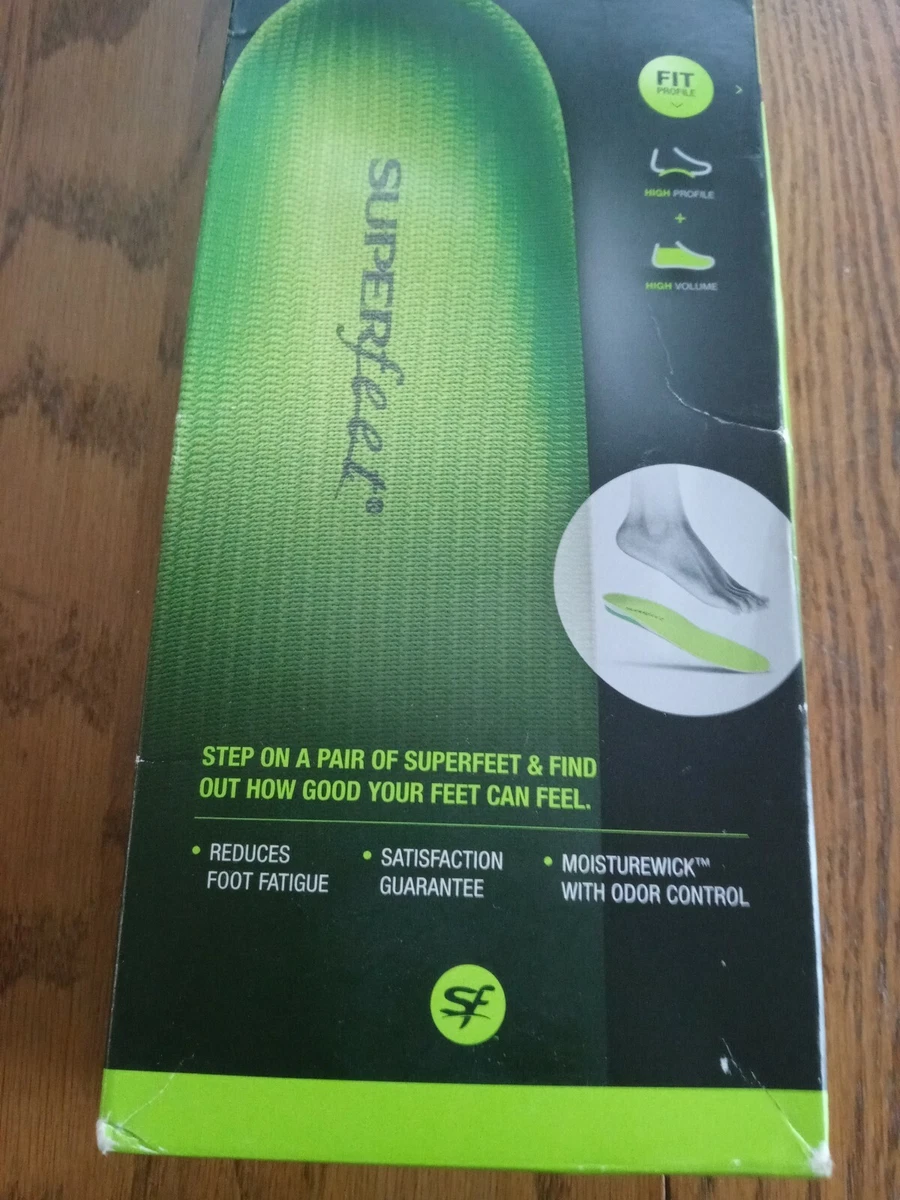 FIT
PROFILE
HIGH PROFILE
+
HIGH VOLUME
SUPERfeet®
STEP ON A PAIR OF SUPERFEET & FIND
OUT HOW GOOD YOUR FEET CAN FEEL.
• REDUCES
FOOT FATIGUE
• SATISFACTION
GUARANTEE
• MOISTUREWICK™
WITH ODOR CONTROL
Sf